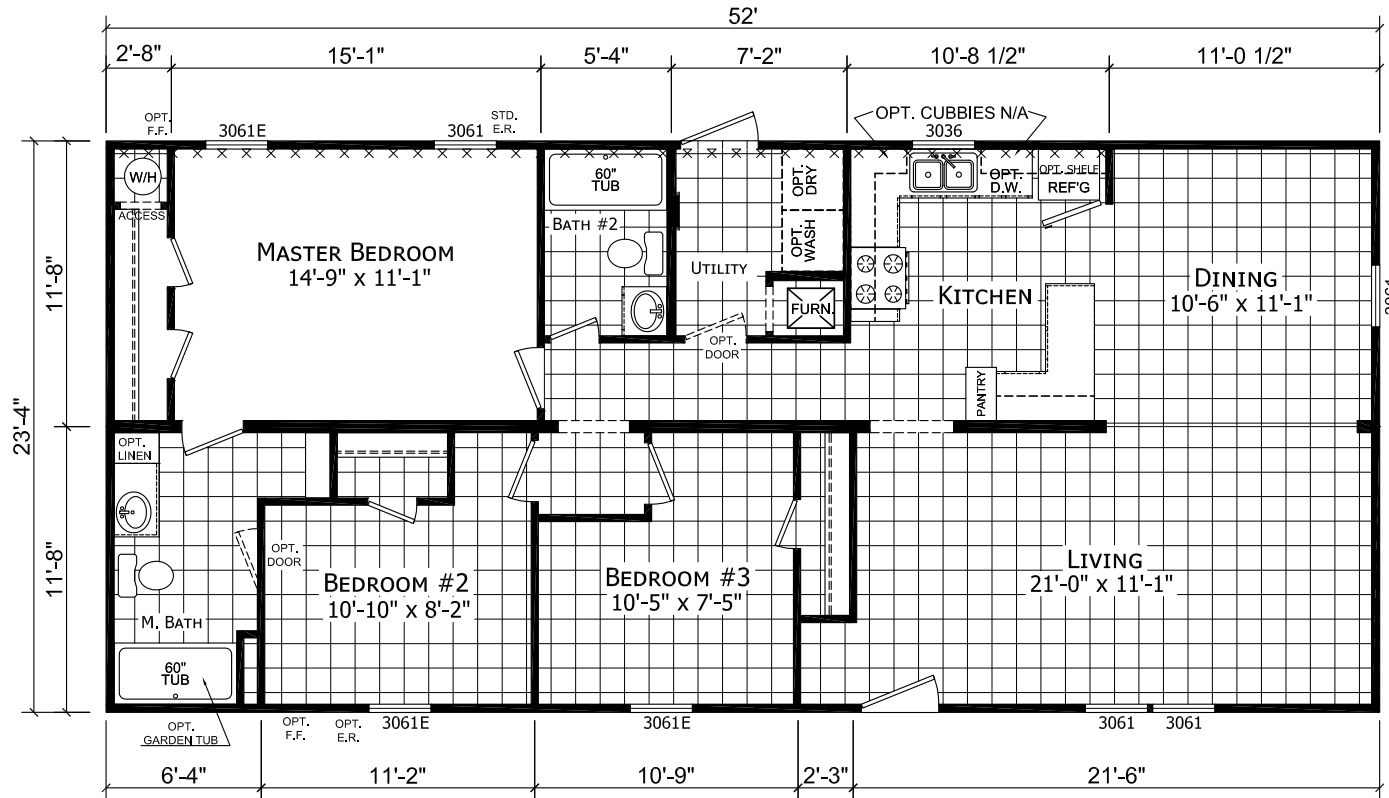 52'
2'-8"
15'-1"
5'-4"
7'-2"
10'-8 1/2"
11'-0 1/2"
OPT.
F.F.
3061E
3061
STD.
E.R.
OPT. CUBBIES N/A
3036
W/H
ACCESS
60"
TUB
BATH #2
OPT.
DRY
OPT.
WASH
OPT.
D.W.
OPT. SHELF
REF'G
MASTER BEDROOM
14'-9" x 11'-1"
UTILITY
FURN.
KITCHEN
DINING
10'-6" x 11'-1"
OPT.
DOOR
PANTRY
11'-8"
23'-4"
11'-8"
OPT.
LINEN
OPT.
DOOR
BEDROOM #2
10'-10" x 8'-2"
BEDROOM #3
10'-5" x 7'-5"
LIVING
21'-0" x 11'-1"
M. BATH
60"
TUB
OPT.
GARDEN TUB
OPT.
F.F.
OPT.
E.R.
3061E
3061E
3061
3061
6'-4"
11'-2"
10'-9"
2'-3"
21'-6"